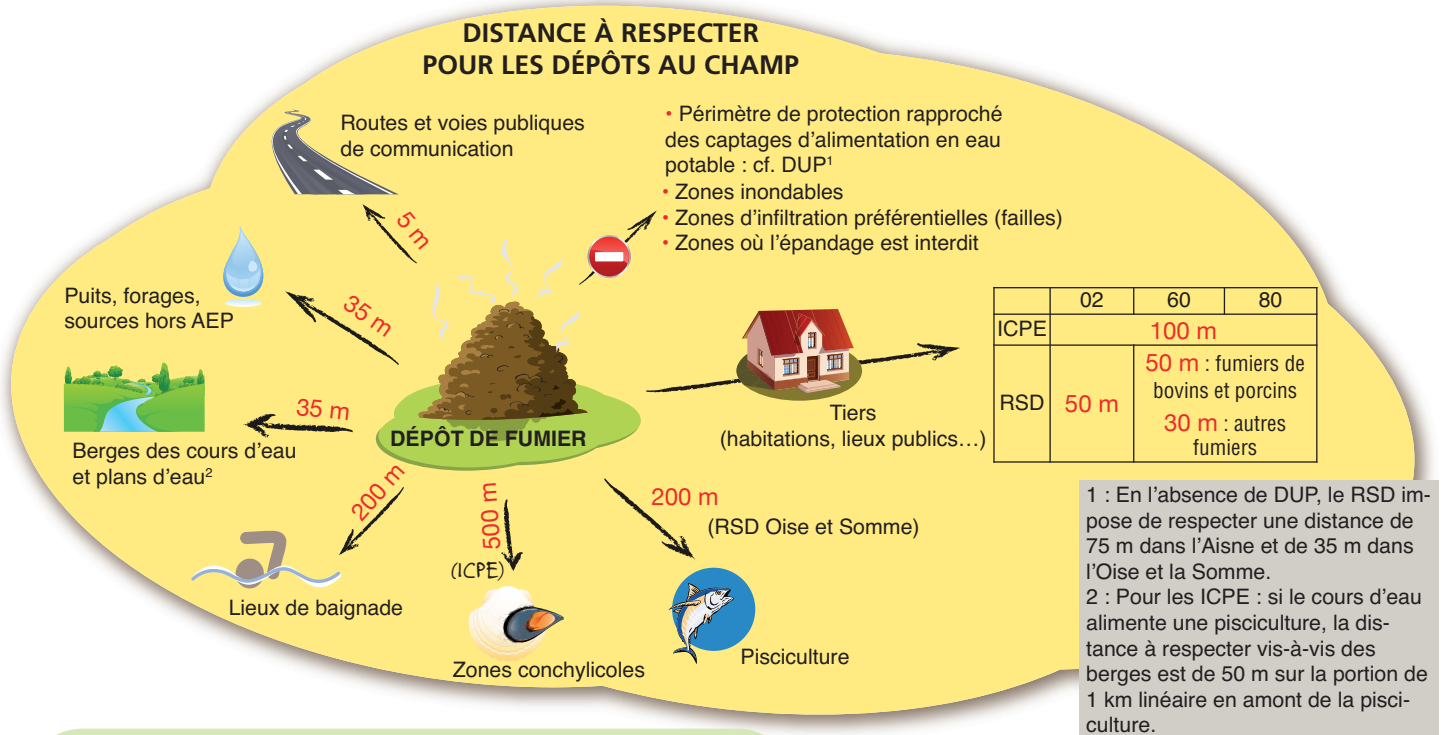 DISTANCE À RESPECTER
POUR LES DÉPÔTS AU CHAMP
Routes et voies publiques
de communication
• Périmètre de protection rapproché
des captages d'alimentation en eau
potable : cf. DUP¹
• Zones inondables
• Zones d'infiltration préférentielles (failles)
• Zones où l'épandage est interdit
5 m
Puits, forages,
sources hors AEP
35 m
Berges des cours d'eau
et plans d'eau²
35 m
DÉPÔT DE FUMIER
Tiers
(habitations, lieux publics…)
02 60 80
ICPE 100 m
RSD 50 m
50 m : fumiers de
bovins et porcins
30 m : autres
fumiers
200 m
Lieux de baignade
500 m
(ICPE)
Zones conchylicoles
200 m
(RSD Oise et Somme)
Pisciculture
1 : En l'absence de DUP, le RSD im-
pose de respecter une distance de
75 m dans l'Aisne et de 35 m dans
l'Oise et la Somme.
2 : Pour les ICPE : si le cours d'eau
alimente une pisciculture, la dis-
tance à respecter vis-à-vis des
berges est de 50 m sur la portion de
1 km linéaire en amont de la pisci-
culture.